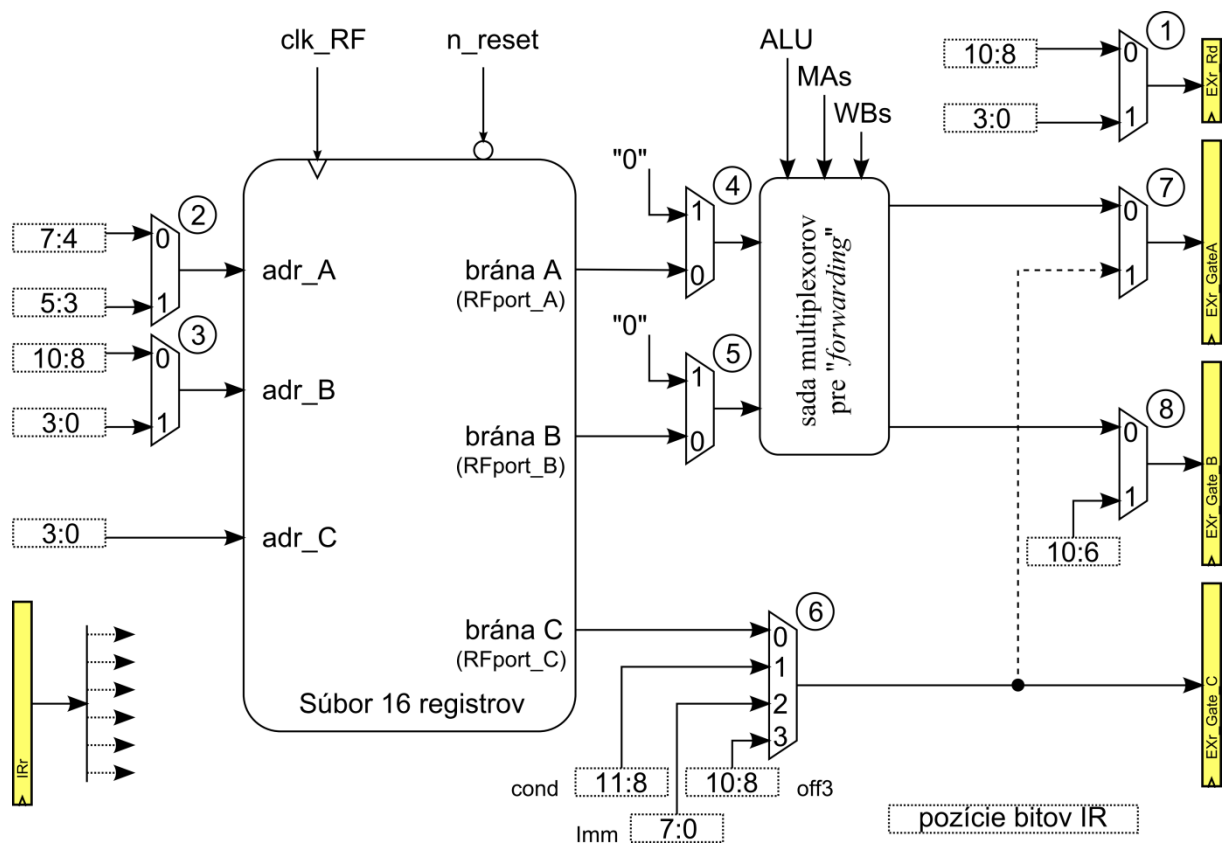 clk_RF
n_reset
ALU
MAs
WBs
10:8
0
1
3:0
1
EXr_Rd
7:4
0
2
5:3
1
adr_A
10:8
0
3
3:0
1
adr_B
3:0
adr_C
brána A
(RFport_A)
brána B
(RFport_B)
brána C
(RFport_C)
Súbor 16 registrov
"0"
1
4
0
"0"
1
5
0
sada multiplexorov
pre "forwarding"
0
7
1
EXr_GateA
0
8
1
10:6
EXr_Gate_B
0
6
1
2
3
cond
11:8
10:8
off3
Imm
7:0
EXr_Gate_C
IRr
pozície bitov IR